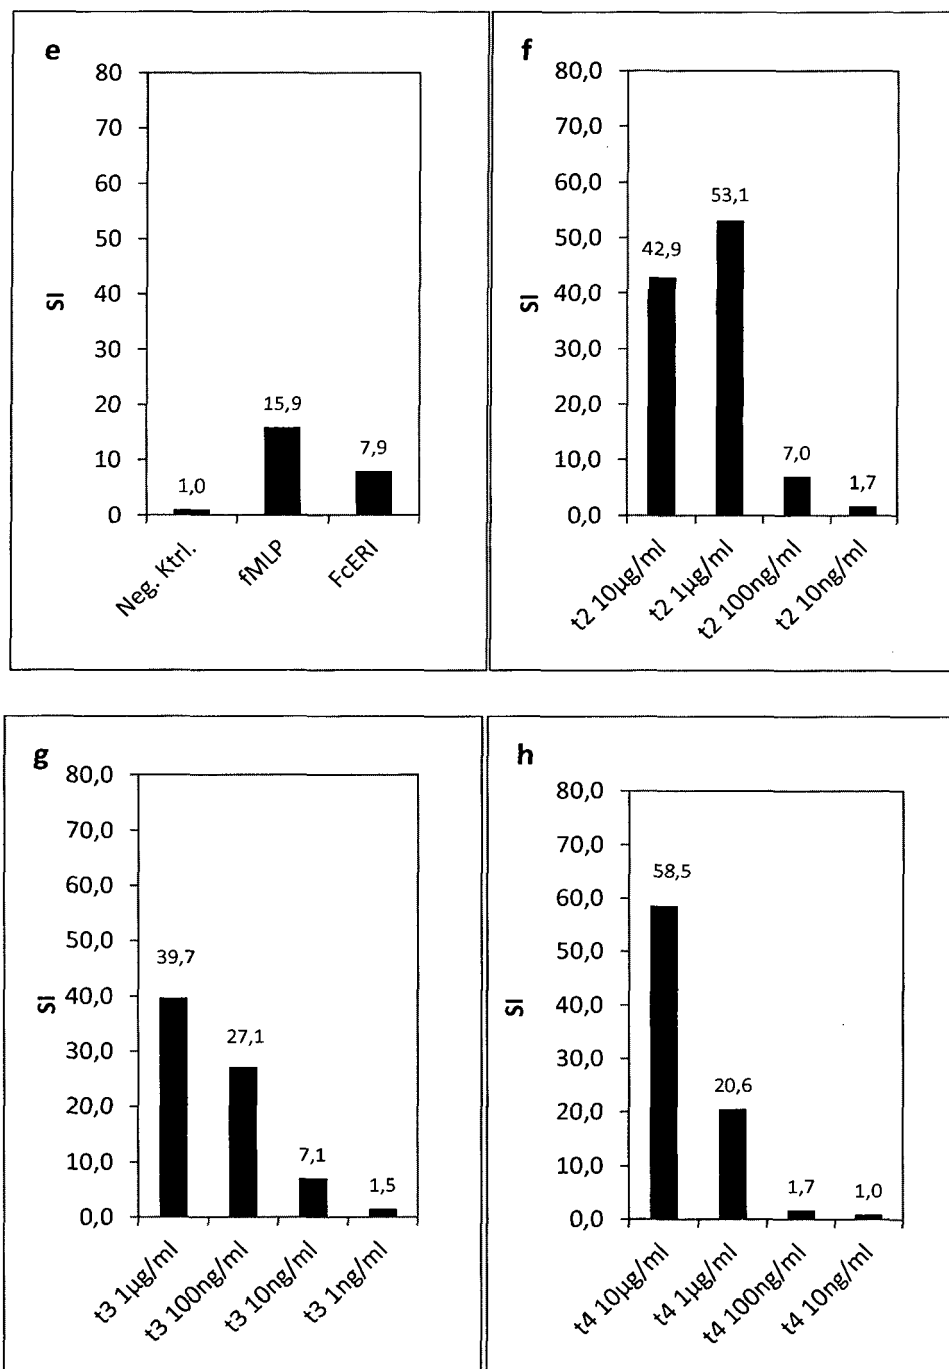 e
80
70
60
50
40
30
20
10
0
SI
1,0
15,9
7,9
Neg. Ktrl.
fMLP
FcERI
f
80,0
70,0
60,0
50,0
40,0
30,0
20,0
10,0
0,0
SI
42,9
53,1
7,0
1,7
t2 10µg/ml
t2 1µg/ml
t2 100ng/ml
t2 10ng/ml
g
80,0
70,0
60,0
50,0
40,0
30,0
20,0
10,0
0,0
SI
39,7
27,1
7,1
1,5
t3 1µg/ml
t3 100ng/ml
t3 10ng/ml
t3 1ng/ml
h
80,0
70,0
60,0
50,0
40,0
30,0
20,0
10,0
0,0
SI
58,5
20,6
1,7
1,0
t4 10µg/ml
t4 1µg/ml
t4 100ng/ml
t4 10ng/ml